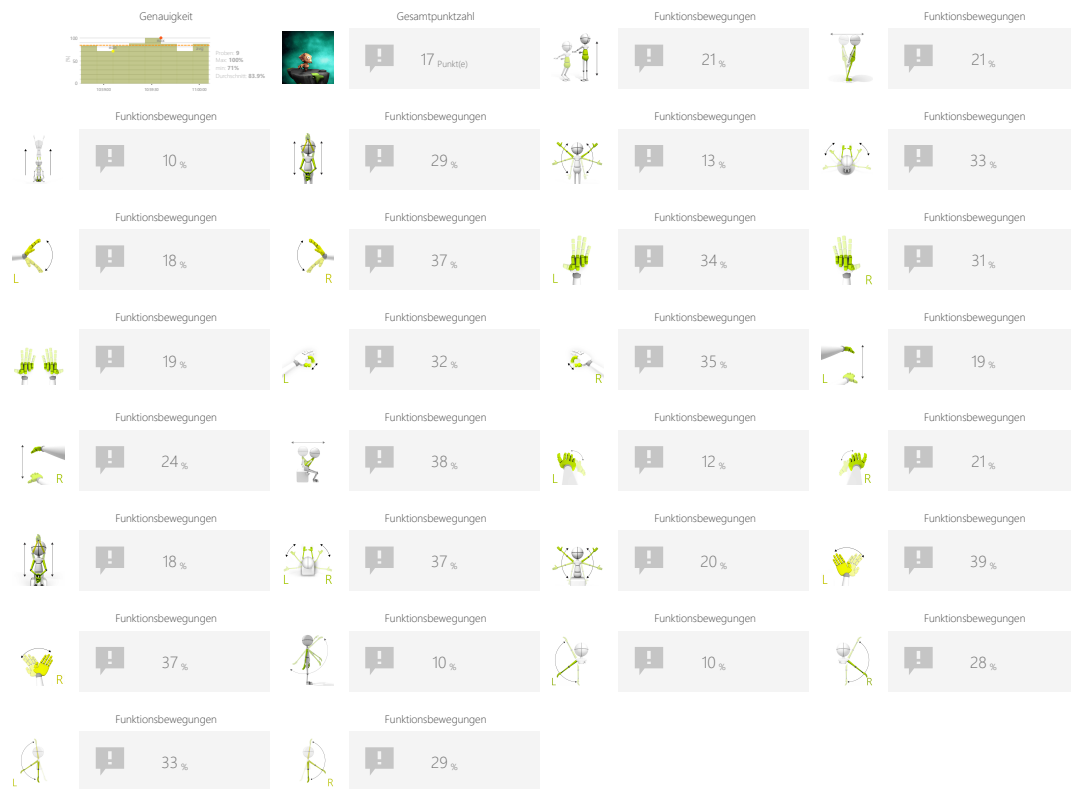 Genauigkeit
Gesamtpunktzahl
Funktionsbewegungen
Funktionsbewegungen
100
50
0
[%]
Proben: 9
Max: 100%
min: 71%
Durchschnitt: 83.9%
17 Punkt(e)
21 %
21 %
Funktionsbewegungen
Funktionsbewegungen
Funktionsbewegungen
Funktionsbewegungen
10 %
29 %
13 %
33 %
Funktionsbewegungen
Funktionsbewegungen
Funktionsbewegungen
Funktionsbewegungen
L
18 %
R
37 %
L
34 %
R
31 %
Funktionsbewegungen
Funktionsbewegungen
Funktionsbewegungen
Funktionsbewegungen
19 %
L
32 %
R
35 %
L
19 %
Funktionsbewegungen
Funktionsbewegungen
Funktionsbewegungen
Funktionsbewegungen
R
24 %
38 %
L
12 %
R
21 %
Funktionsbewegungen
Funktionsbewegungen
Funktionsbewegungen
Funktionsbewegungen
18 %
L R
37 %
20 %
L
39 %
Funktionsbewegungen
Funktionsbewegungen
Funktionsbewegungen
Funktionsbewegungen
R
37 %
10 %
L
10 %
R
28 %
Funktionsbewegungen
Funktionsbewegungen
L
33 %
R
29 %